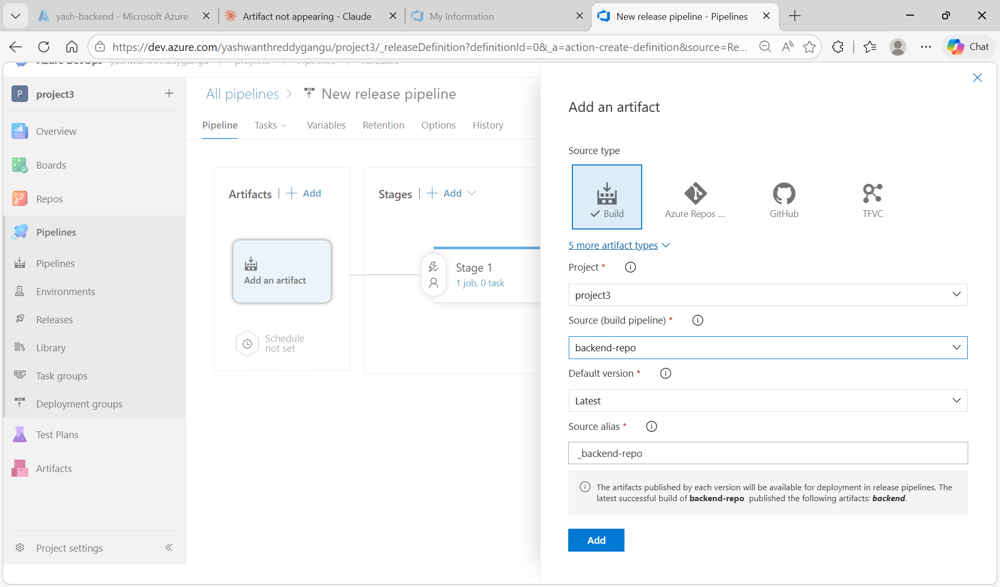 yash-backend - Microsoft Azure
Artifact not appearing - Claude
My Information
New release pipeline - Pipelines
https://dev.azure.com/yashwanthreddygangu/project3/_releaseDefinition?definitionId=0&_a=action-create-definition&source=Re...
Chat
Azure DevOps yashwanthreddygangu / project3 / Pipelines / Releases
P project3
Overview
Boards
Repos
Pipelines
Pipelines
Environments
Releases
Library
Task groups
Deployment groups
Test Plans
Artifacts
Project settings
All pipelines > New release pipeline
Pipeline Tasks Variables Retention Options History
Artifacts | + Add
Stages | + Add
Add an artifact
Schedule
not set
Stage 1
1 job, 0 task
Add an artifact
Source type
Build
Azure Repos ...
GitHub
TFVC
5 more artifact types
Project *
project3
Source (build pipeline) *
backend-repo
Default version *
Latest
Source alias *
_backend-repo
The artifacts published by each version will be available for deployment in release pipelines. The
latest successful build of backend-repo published the following artifacts: backend.
Add